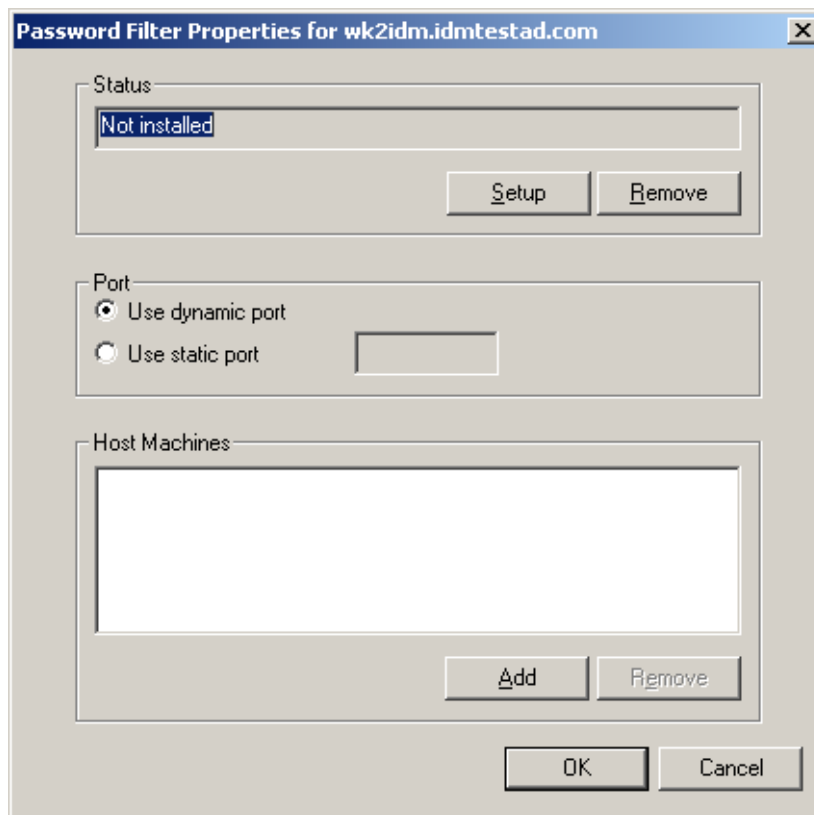 Password Filter Properties for wk2idm.idmtestad.com
Status
Not installed
Setup Remove
Port
Use dynamic port
Use static port
Host Machines
Add Remove
OK Cancel